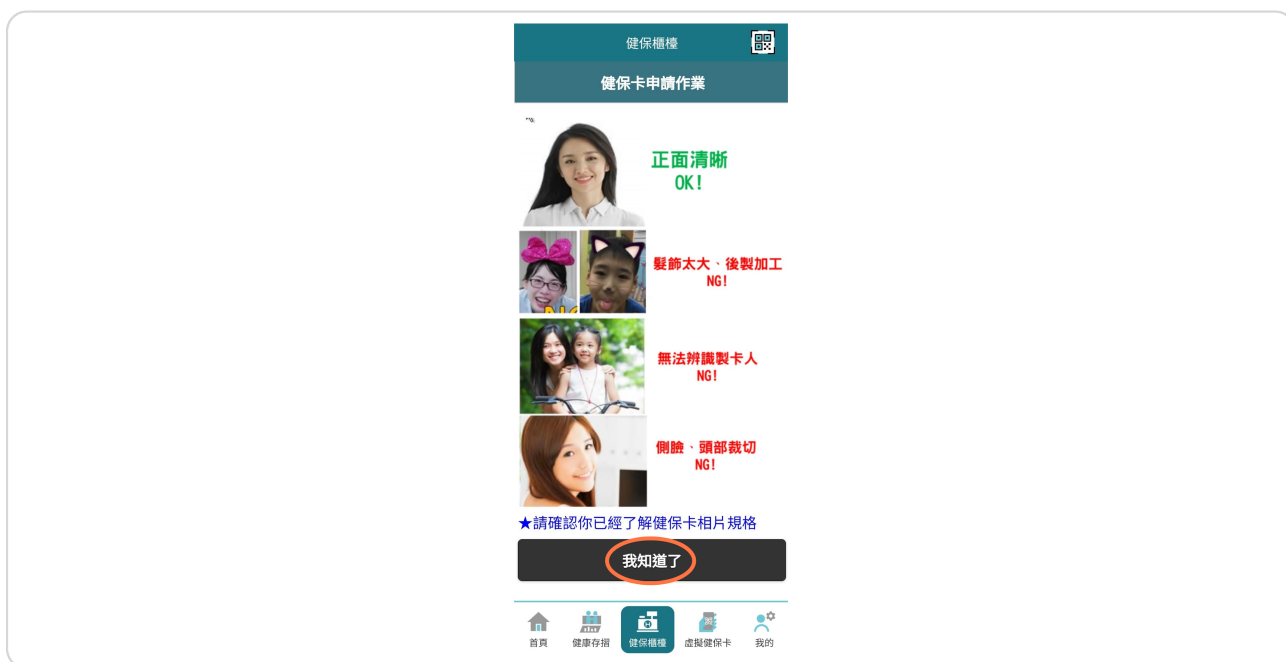 健保櫃檯
健保卡申請作業
正面清晰
OK!
髮飾太大、後製加工
NG!
無法辨識製卡人
NG!
側臉、頭部裁切
NG!
★請確認你已經了解健保卡相片規格
我知道了
首頁
健康存摺
健保櫃檯
虛擬健保卡
我的